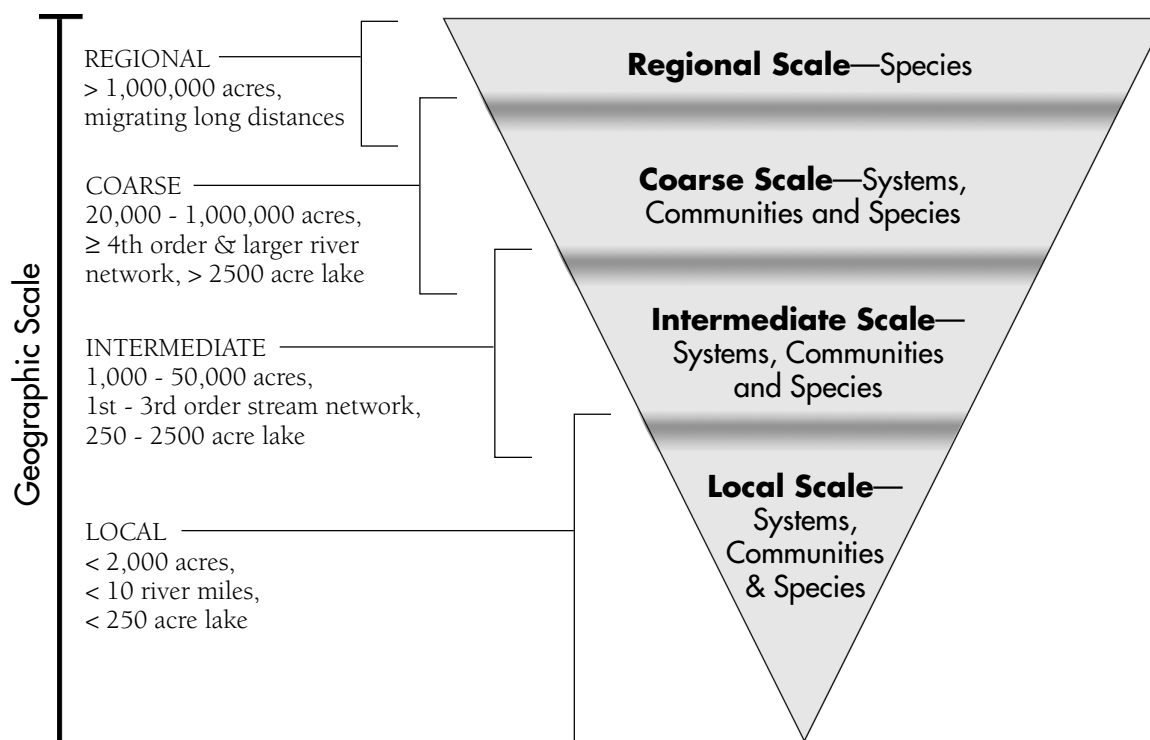 Geographic Scale
REGIONAL
> 1,000,000 acres,
migrating long distances
COARSE
20,000 - 1,000,000 acres,
≥ 4th order & larger river
network, > 2500 acre lake
INTERMEDIATE
1,000 - 50,000 acres,
1st - 3rd order stream network,
250 - 2500 acre lake
LOCAL
< 2,000 acres,
< 10 river miles,
< 250 acre lake
Regional Scale—Species
Coarse Scale—Systems,
Communities and Species
Intermediate Scale—
Systems, Communities
and Species
Local Scale—
Systems,
Communities
& Species